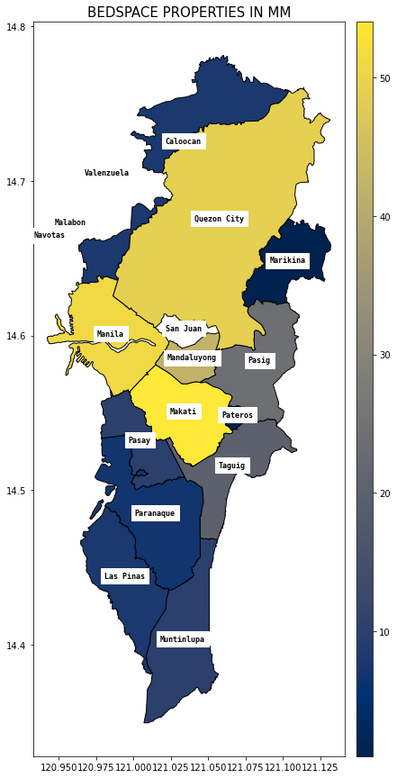 BEDSPACE PROPERTIES IN MM
14.8
50
Caloocan
Valenzuela
14.7
40
Quezon City
Malabon
Navotas
Marikina
San Juan
14.6
Manila
30
Mandaluyong
Pasig
Makati
Pateros
Pasay
Taguig
20
14.5
Paranaque
Las Pinas
10
14.4
Muntinlupa
120.950 120.975 121.000 121.025 121.050 121.075 121.100 121.125